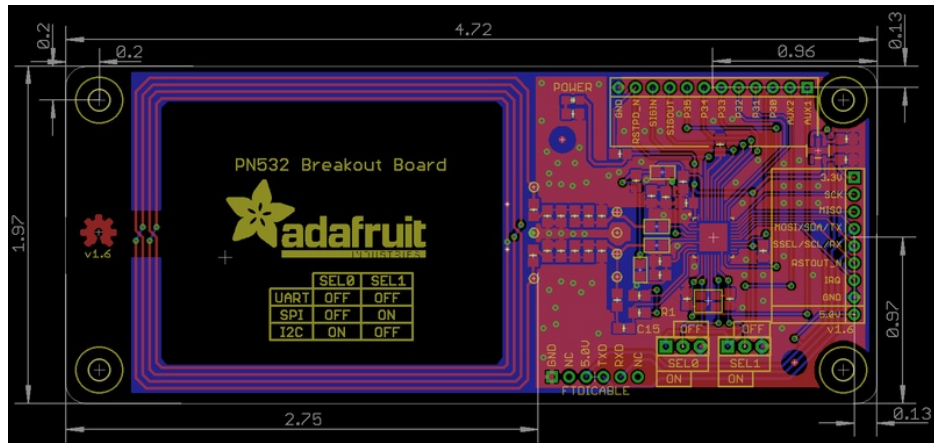 4.72
0.2
0.2
0.96
0.13
POWER
GND
RSTPD_N
SIGIN
SIGOUT
P35
P34
P33
P32
P31
P30
AUX2
AUX1
PN532 Breakout Board
adafruit
INDUSTRIES
1.97
v1.6
SEL0 SEL1
UART OFF OFF
SPI OFF ON
I2C ON OFF
3.3V
SCK
MISO
MOSI/SDA/TX
SSEL/SCL/RX
RSTOUT_N
IRQ
GND
5.0V
v1.6
0.97
R1
C15
OFF
OFF
SEL0
SEL1
ON
ON
GND
NC
5.0V
TXD
RXD
NC
FTDICABLE
2.75
0.13